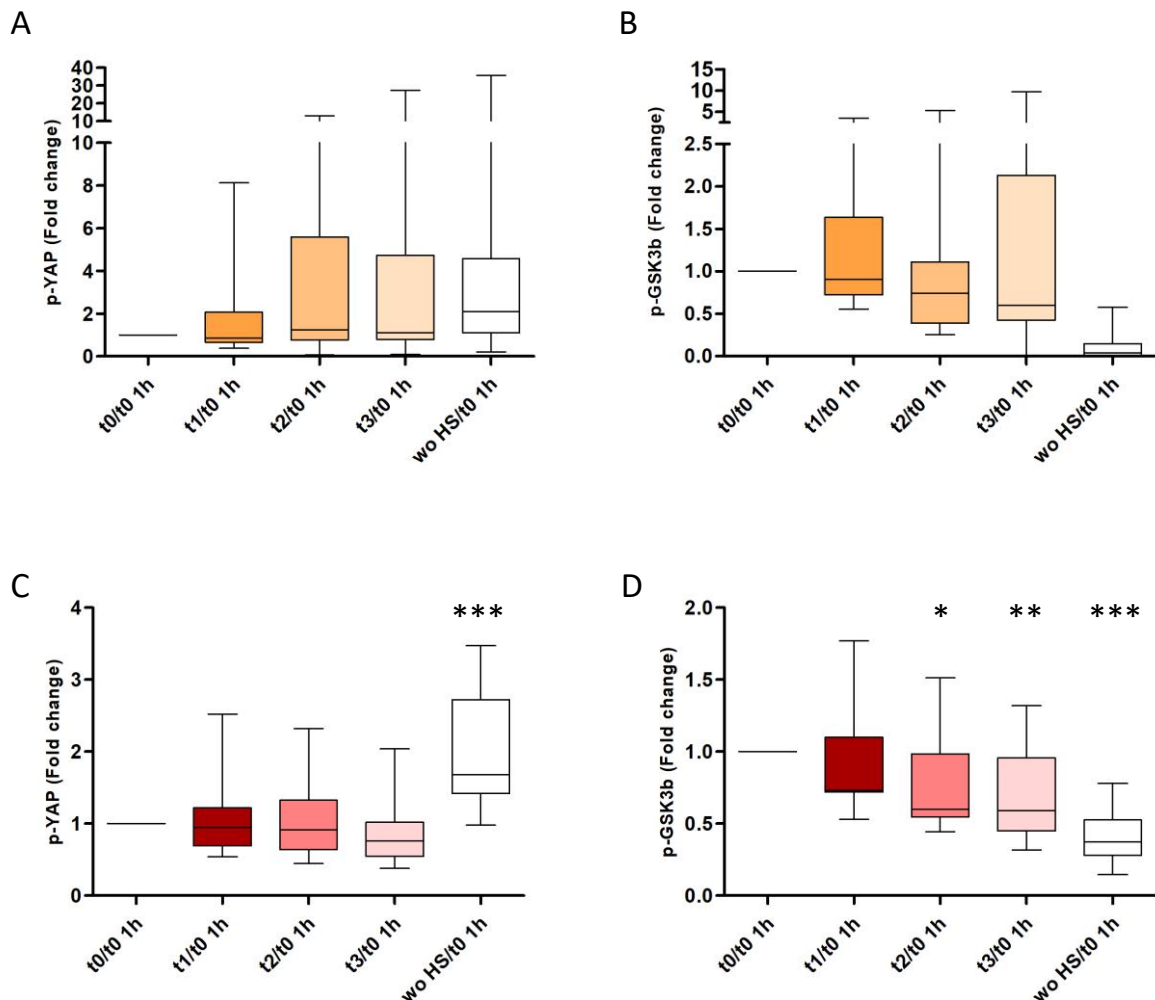 A
p-YAP (Fold change)
40
30
20
10
10
8
6
4
2
0
t0/t0 1h
t1/t0 1h
t2/t0 1h
t3/t0 1h
wo HS/t0 1h
B
p-GSK3b (Fold change)
15
10
5
2.5
2.0
1.5
1.0
0.5
0.0
t0/t0 1h
t1/t0 1h
t2/t0 1h
t3/t0 1h
wo HS/t0 1h
C
p-YAP (Fold change)
4
3
2
1
0
***
t0/t0 1h
t1/t0 1h
t2/t0 1h
t3/t0 1h
wo HS/t0 1h
D
p-GSK3b (Fold change)
2.0
1.5
1.0
0.5
0.0
* ** ***
t0/t0 1h
t1/t0 1h
t2/t0 1h
t3/t0 1h
wo HS/t0 1h